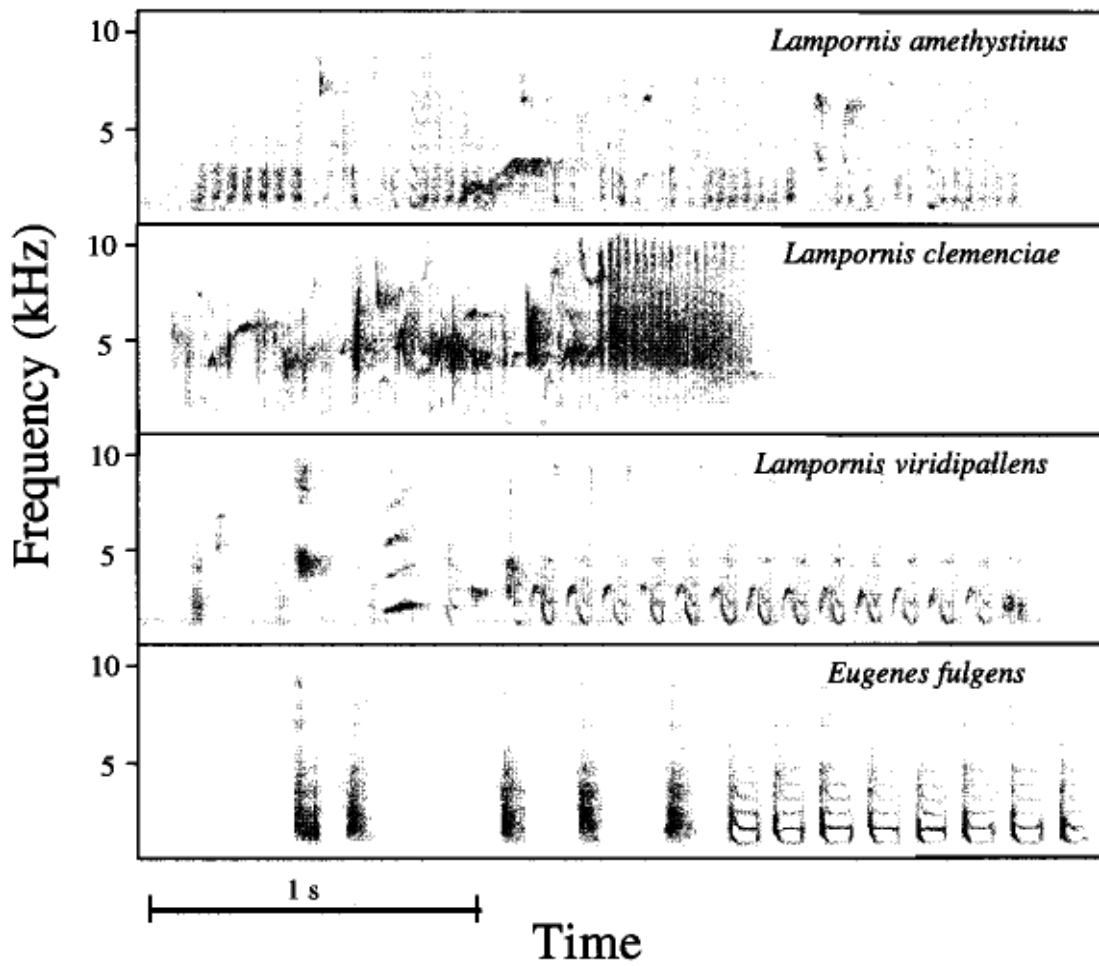 Frequency (kHz)
10
5
Lampornis amethystinus
10
5
Lampornis clemenciae
10
5
Lampornis viridipallens
10
5
Eugenes fulgens
1 s
Time